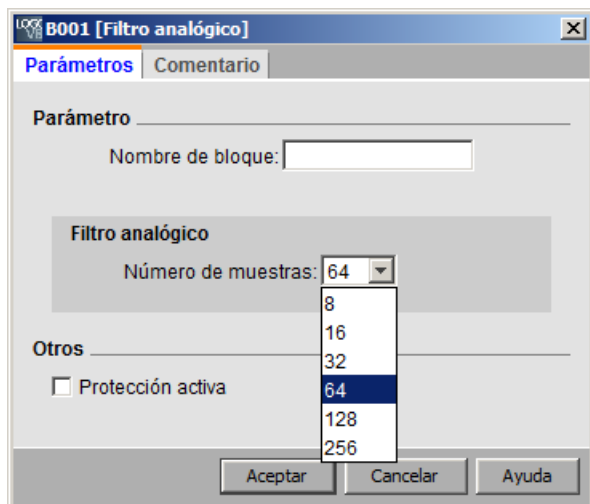 B001 [Filtro analógico]
Parámetros Comentario
Parámetro
Nombre de bloque:
Filtro analógico
Número de muestras: 64
8
16
32
64
128
256
Otros
Protección activa
Aceptar Cancelar Ayuda